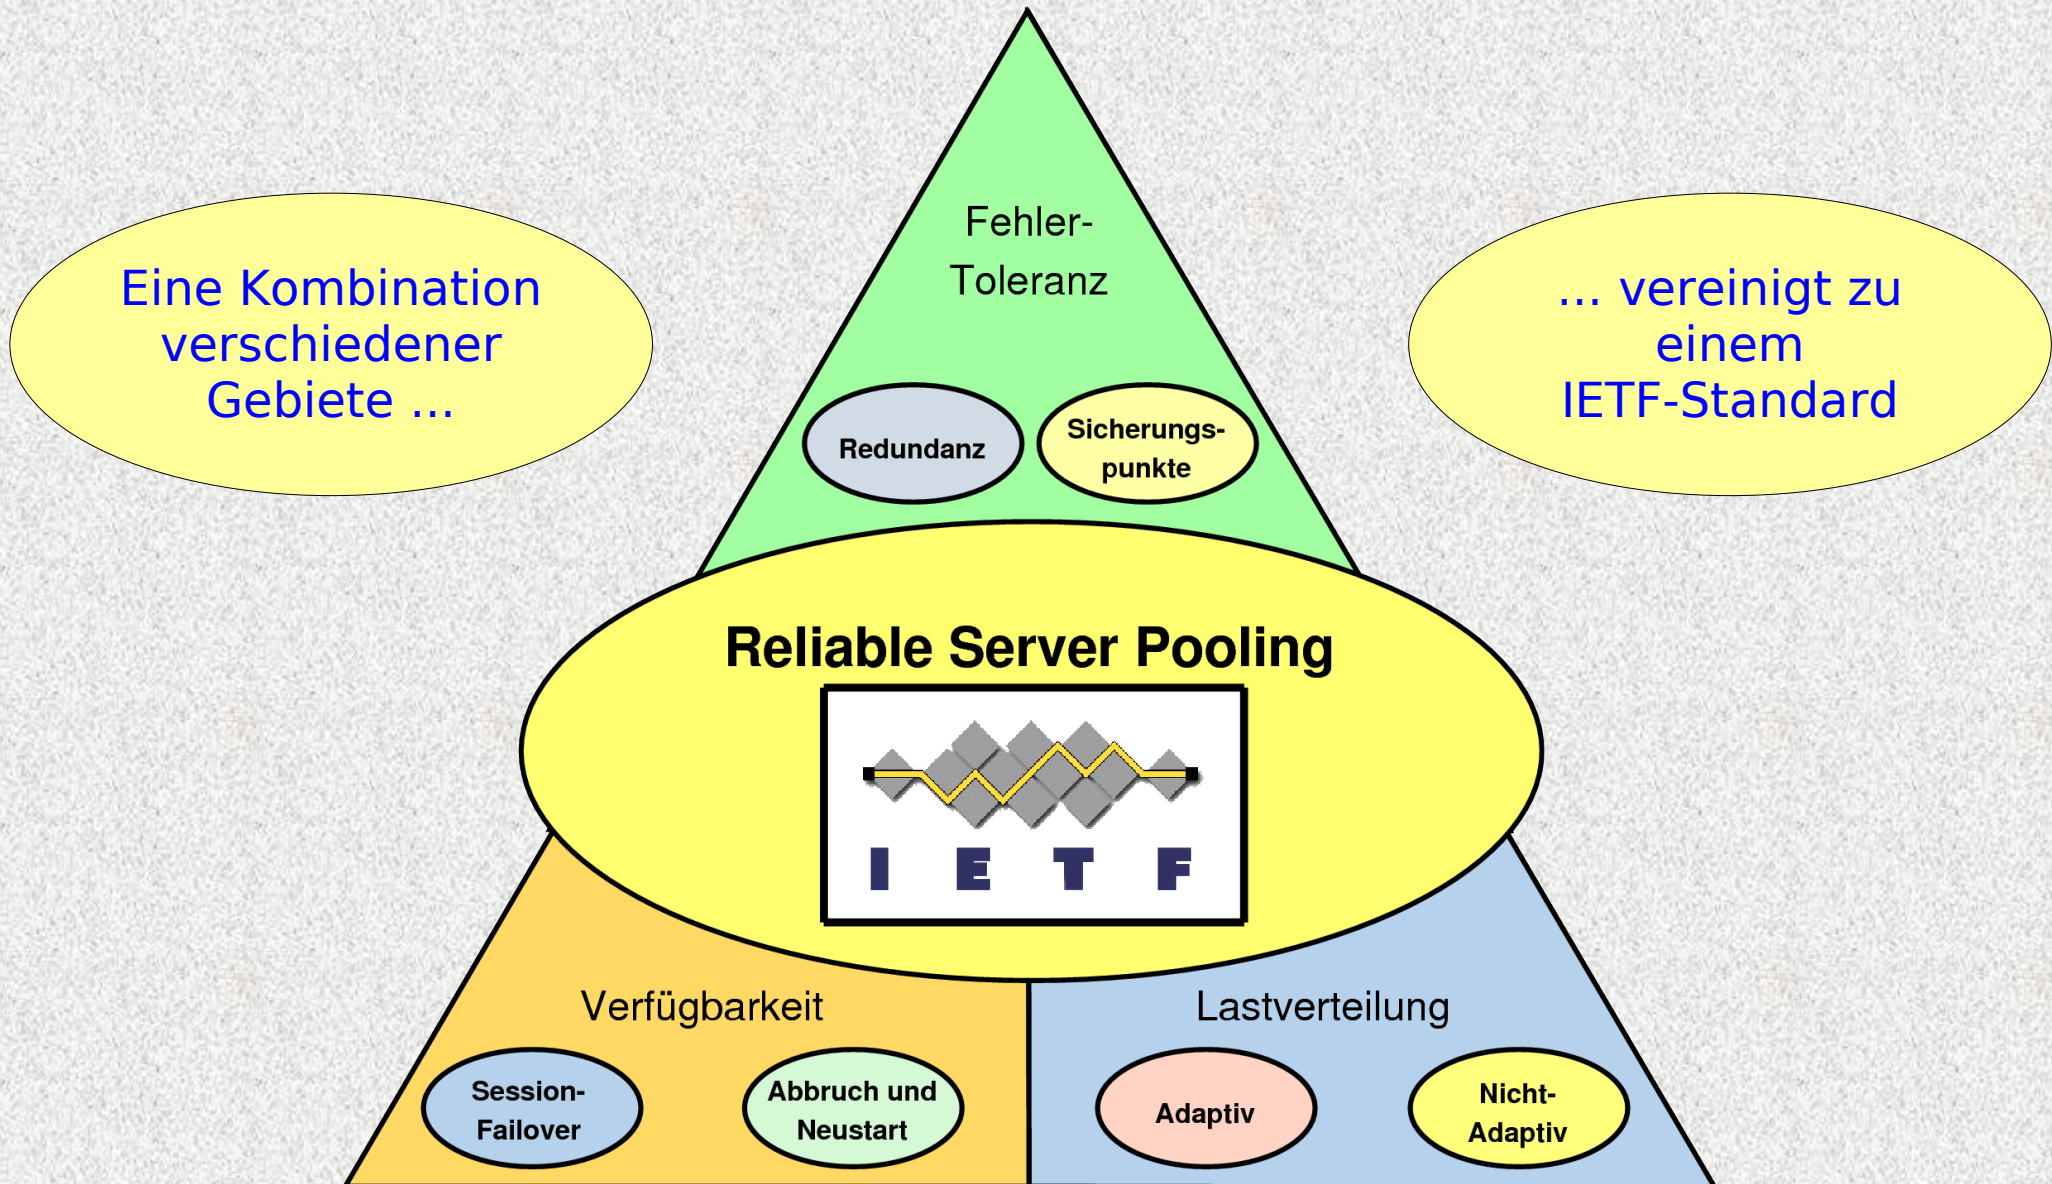 Fehler-
Toleranz
Eine Kombination
verschiedener
Gebiete ...
... vereinigt zu
einem
IETF-Standard
Redundanz
Sicherungs-
punkte
Reliable Server Pooling
I E T F
Verfügbarkeit
Lastverteilung
Session-
Failover
Abbruch und
Neustart
Adaptiv
Nicht-
Adaptiv